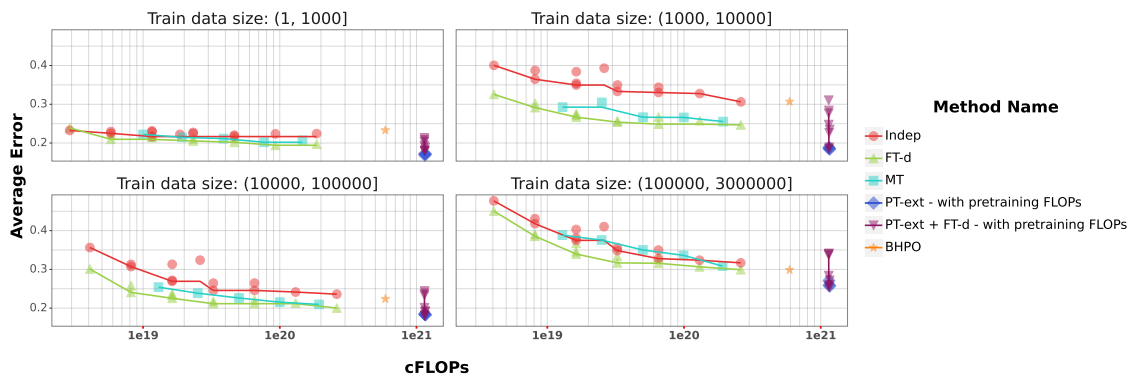 Train data size: (1, 1000]
Train data size: (1000, 10000]
0.4
0.3
0.2
Train data size: (10000, 100000]
Train data size: (100000, 3000000]
0.4
0.3
0.2
1e19
1e20
1e21
1e19
1e20
1e21
Average Error
cFLOPs
Method Name
Indep
FT-d
MT
PT-ext - with pretraining FLOPs
PT-ext + FT-d - with pretraining FLOPs
BHPO